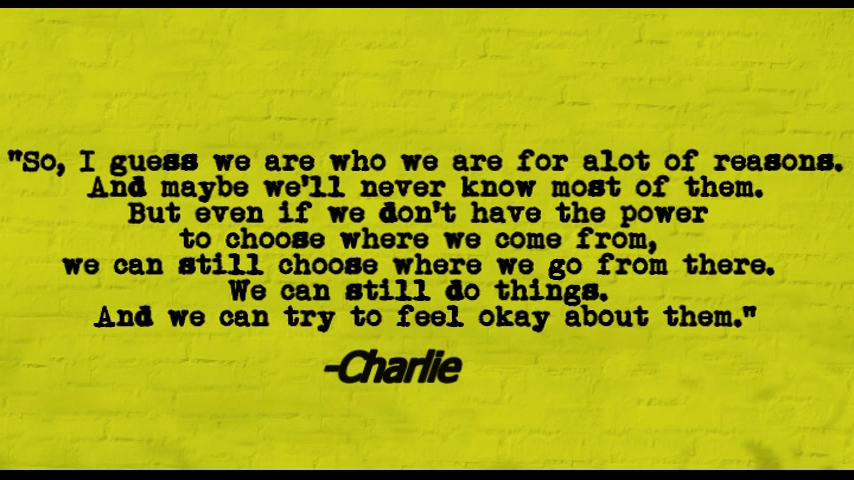 "So, I guess we are who we are for alot of reasons.
And maybe we'll never know most of them.
But even if we don't have the power
to choose where we come from,
we can still choose where we go from there.
We can still do things.
And we can try to feel okay about them."
-Charlie